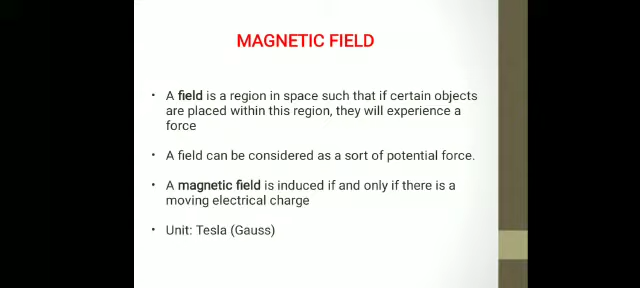 MAGNETIC FIELD
• A field is a region in space such that if certain objects
are placed within this region, they will experience a
force
• A field can be considered as a sort of potential force.
• A magnetic field is induced if and only if there is a
moving electrical charge
• Unit: Tesla (Gauss)